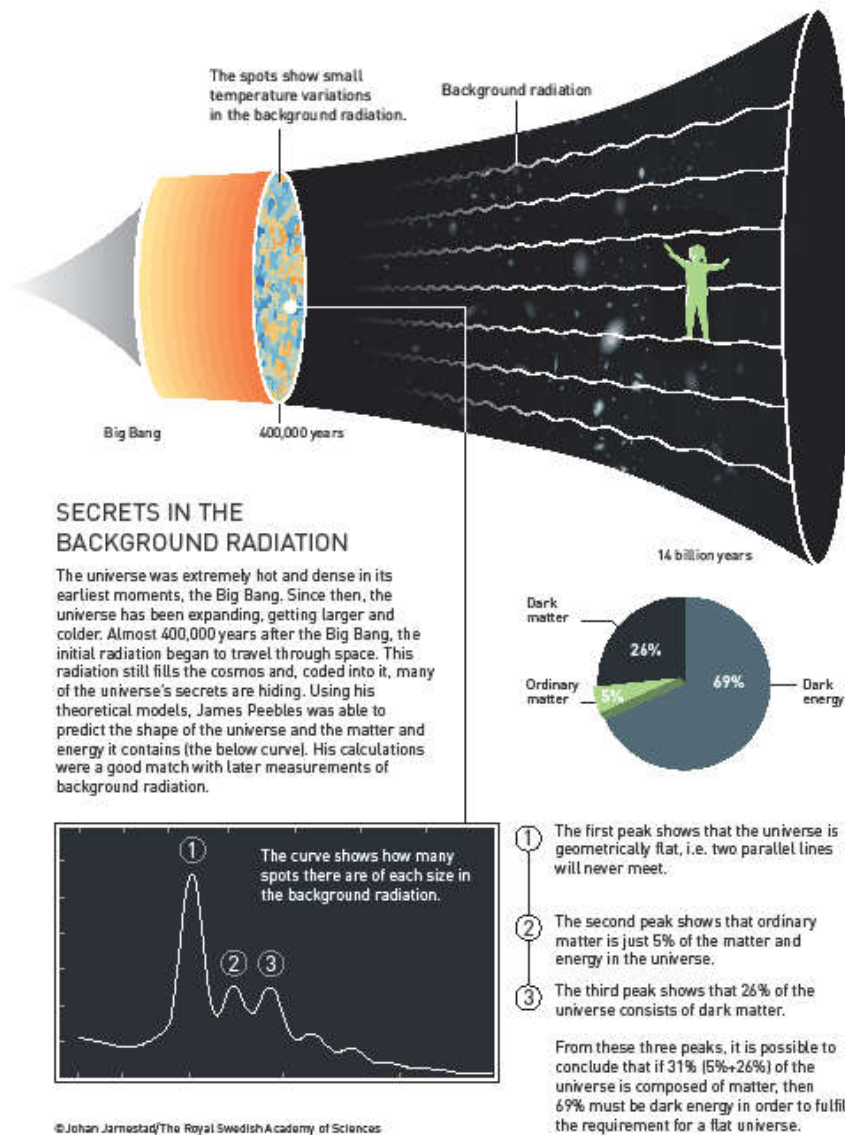 The spots show small
temperature variations
in the background radiation.
Background radiation
Big Bang
400,000 years
14 billion years
SECRETS IN THE
BACKGROUND RADIATION
The universe was extremely hot and dense in its
earliest moments, the Big Bang. Since then, the
universe has been expanding, getting larger and
colder. Almost 400,000 years after the Big Bang, the
initial radiation began to travel through space. This
radiation still fills the cosmos and, coded into it, many
of the universe's secrets are hiding. Using his
theoretical models, James Peebles was able to
predict the shape of the universe and the matter and
energy it contains (the below curve). His calculations
were a good match with later measurements of
background radiation.
Dark
matter
26%
Ordinary
matter
5%
69%
Dark
energy
1
2
3
The curve shows how many
spots there are of each size in
the background radiation.
1
The first peak shows that the universe is
geometrically flat, i.e. two parallel lines
will never meet.
2
The second peak shows that ordinary
matter is just 5% of the matter and
energy in the universe.
3
The third peak shows that 26% of the
universe consists of dark matter.
From these three peaks, it is possible to
conclude that if 31% (5%+26%) of the
universe is composed of matter, then
69% must be dark energy in order to fulfil
the requirement for a flat universe.
©Johan Jarnestad/The Royal Swedish Academy of Sciences